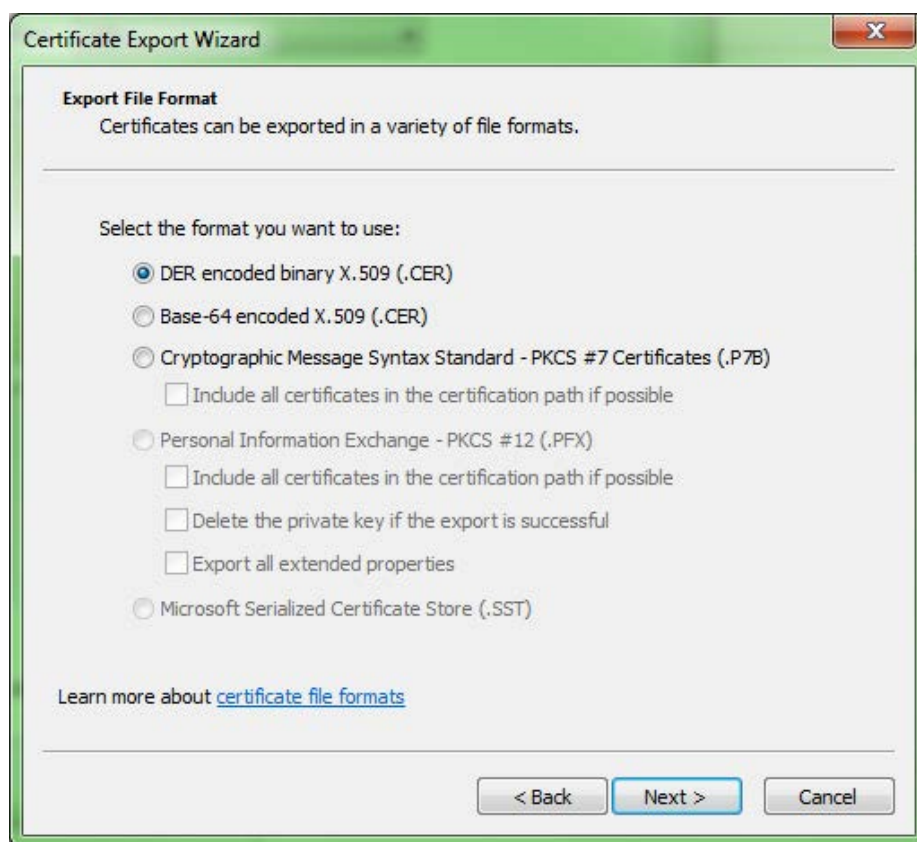 Certificate Export Wizard
Export File Format
Certificates can be exported in a variety of file formats.
Select the format you want to use:
DER encoded binary X.509 (.CER)
Base-64 encoded X.509 (.CER)
Cryptographic Message Syntax Standard - PKCS #7 Certificates (.P7B)
Include all certificates in the certification path if possible
Personal Information Exchange - PKCS #12 (.PFX)
Include all certificates in the certification path if possible
Delete the private key if the export is successful
Export all extended properties
Microsoft Serialized Certificate Store (.SST)
Learn more about certificate file formats
< Back Next > Cancel